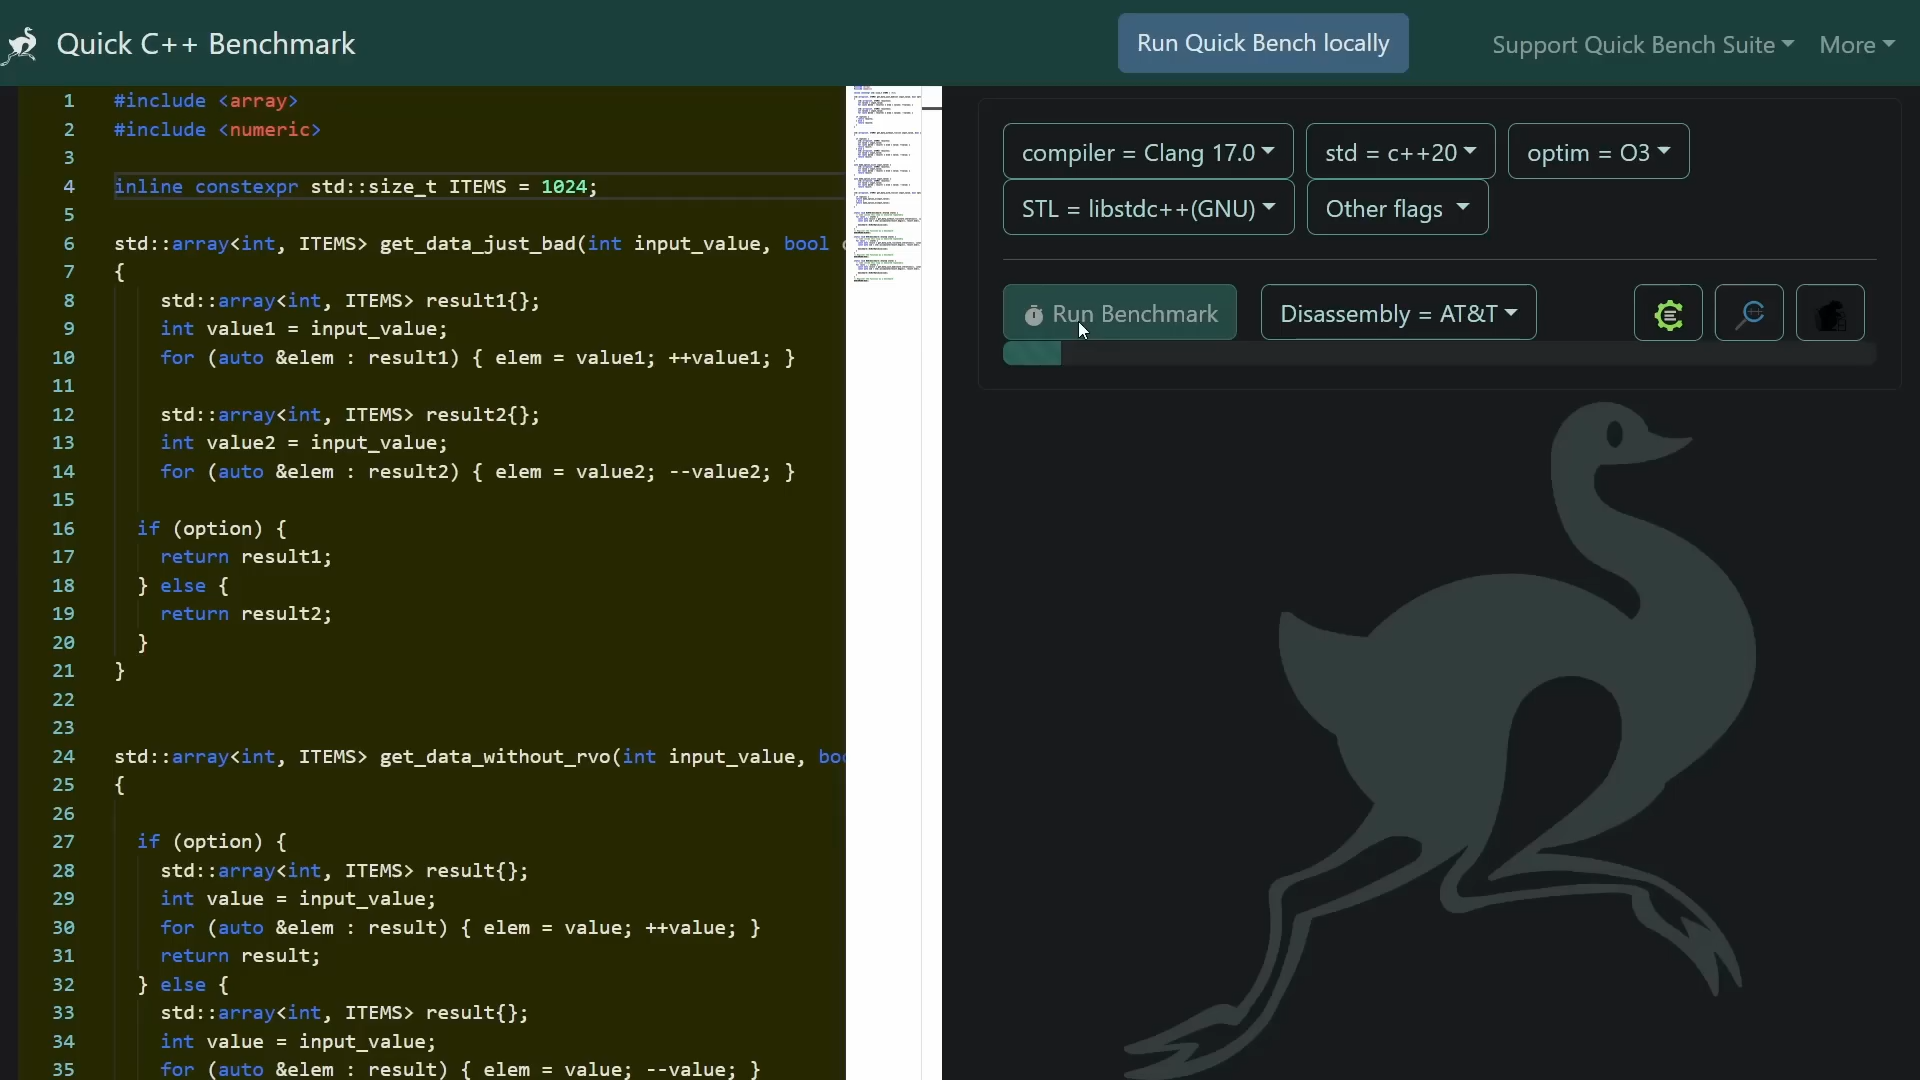 Quick C++ Benchmark
Run Quick Bench locally
Support Quick Bench Suite
More
1 #include <array>
2 #include <numeric>
3
4 inline constexpr std::size_t ITEMS = 1024;
5
6 std::array<int, ITEMS> get_data_just_bad(int input_value, bool
7 {
8 std::array<int, ITEMS> result1{};
9 int value1 = input_value;
10 for (auto &elem : result1) { elem = value1; ++value1; }
11
12 std::array<int, ITEMS> result2{};
13 int value2 = input_value;
14 for (auto &elem : result2) { elem = value2; --value2; }
15
16 if (option) {
17 return result1;
18 } else {
19 return result2;
20 }
21 }
22
23
24 std::array<int, ITEMS> get_data_without_rvo(int input_value, boo
25 {
26
27 if (option) {
28 std::array<int, ITEMS> result{};
29 int value = input_value;
30 for (auto &elem : result) { elem = value; ++value; }
31 return result;
32 } else {
33 std::array<int, ITEMS> result{};
34 int value = input_value;
35 for (auto &elem : result) { elem = value; --value; }
compiler = Clang 17.0
std = c++20
optim = O3
STL = libstdc++(GNU)
Other flags
Run Benchmark
Disassembly = AT&T